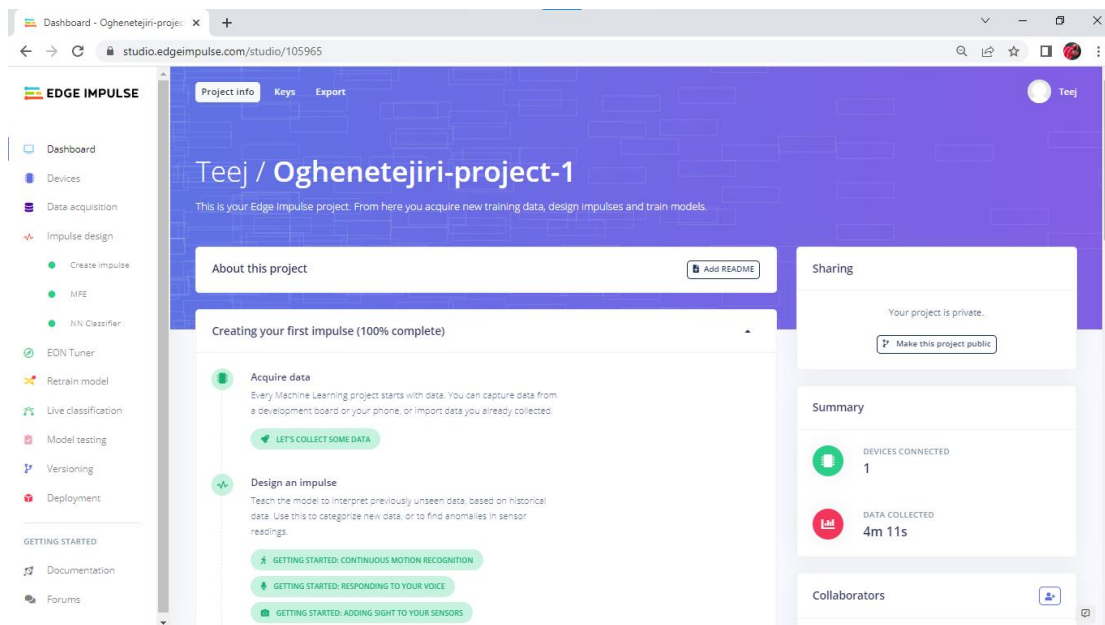 Dashboard - Oghenetejiri-projec
studio.edgeimpulse.com/studio/105965
EDGE IMPULSE
Dashboard
Devices
Data acquisition
Impulse design
Create impulse
MFE
NN Classifier
EON Tuner
Retrain model
Live classification
Model testing
Versioning
Deployment
GETTING STARTED
Documentation
Forums
Project info Keys Export
Teej
Teej / Oghenetejiri-project-1
This is your Edge Impulse project. From here you acquire new training data, design impulses and train models.
About this project
Add README
Creating your first impulse (100% complete)
Acquire data
Every Machine Learning project starts with data. You can capture data from
a development board or your phone, or import data you already collected.
LET'S COLLECT SOME DATA
Design an impulse
Teach the model to interpret previously unseen data, based on historical
data. Use this to categorize new data, or to find anomalies in sensor
readings.
GETTING STARTED: CONTINUOUS MOTION RECOGNITION
GETTING STARTED: RESPONDING TO YOUR VOICE
GETTING STARTED: ADDING SIGHT TO YOUR SENSORS
Sharing
Your project is private.
Make this project public
Summary
DEVICES CONNECTED
1
DATA COLLECTED
4m 11s
Collaborators